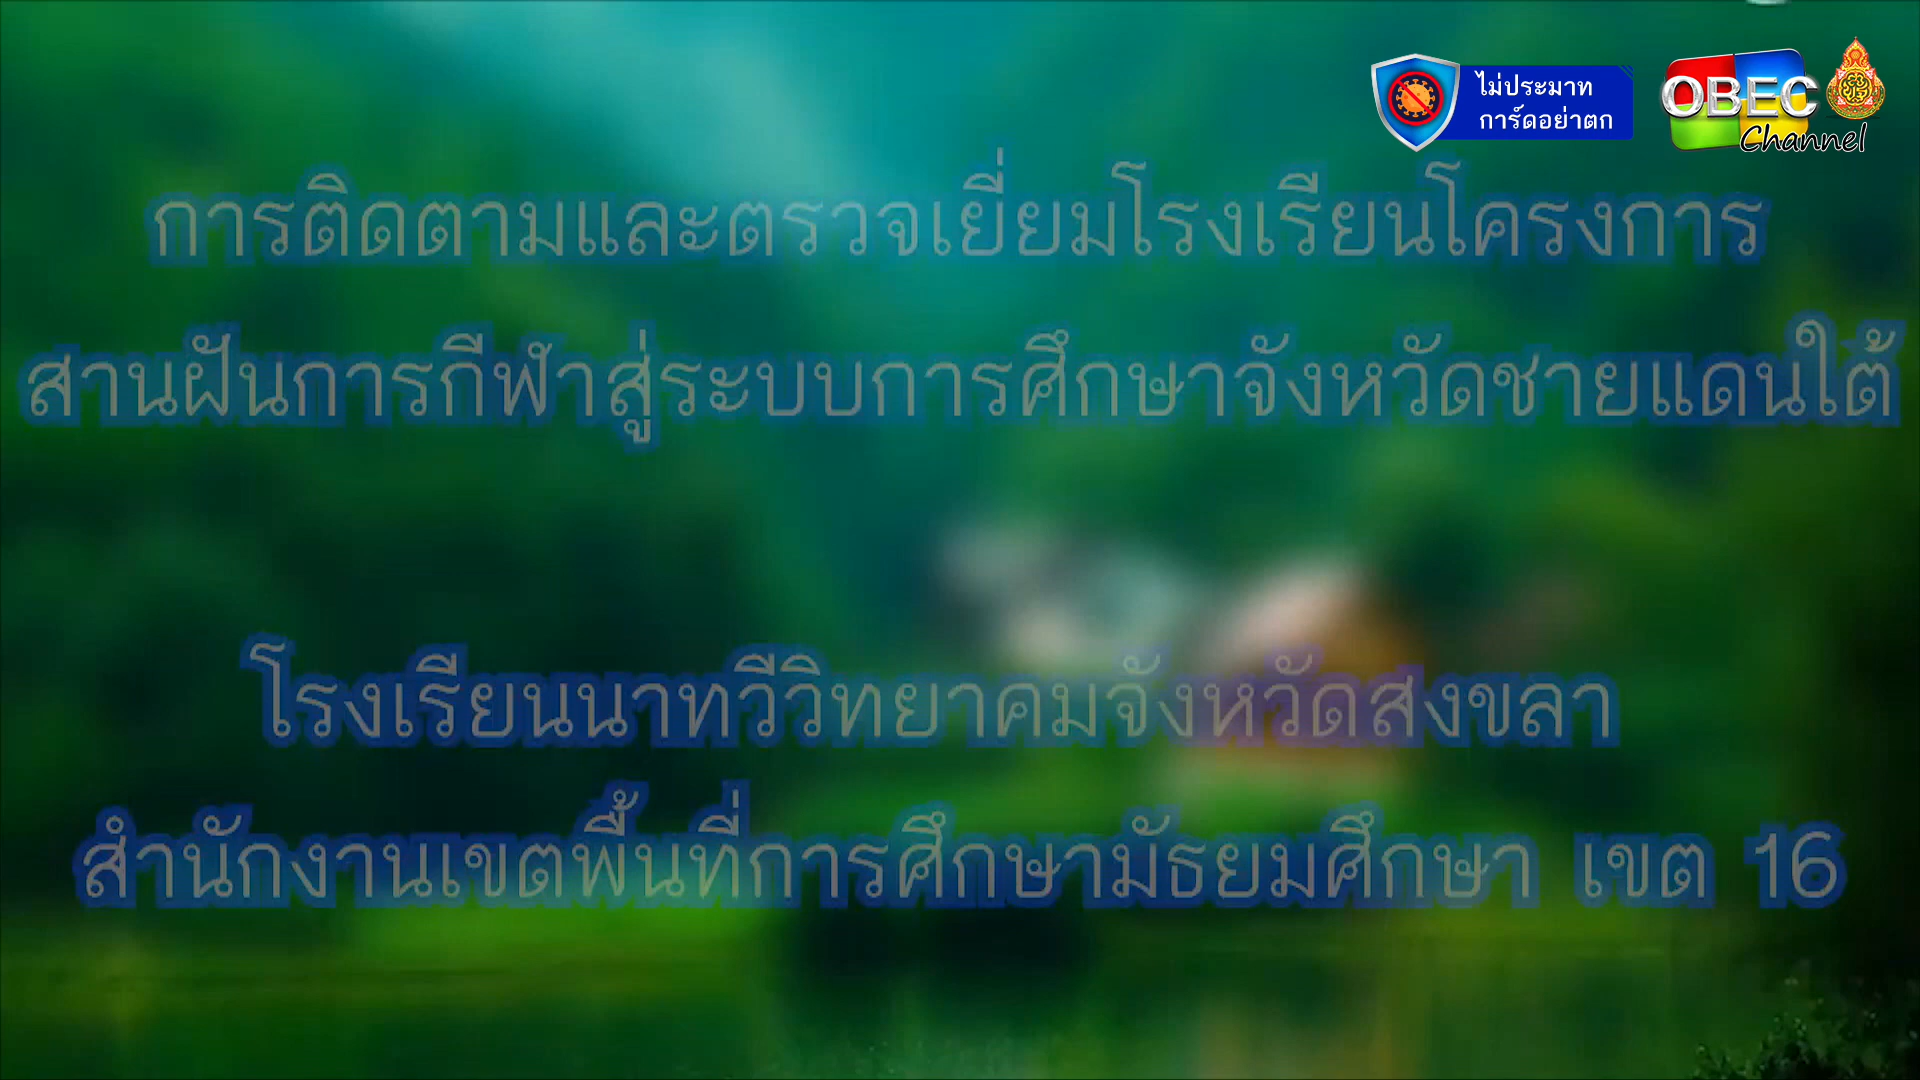 ไม่ประมาท
การ์ดอย่าตก
OBEC
Channel
การติดตามและตรวจเยี่ยมโรงเรียนโครงการ
สานฝันการกีฬาสู่ระบบการศึกษาจังหวัดชายแดนใต้
โรงเรียนนาทวีวิทยาคมจังหวัดสงขลา
สำนักงานเขตพื้นที่การศึกษามัธยมศึกษา เขต 16